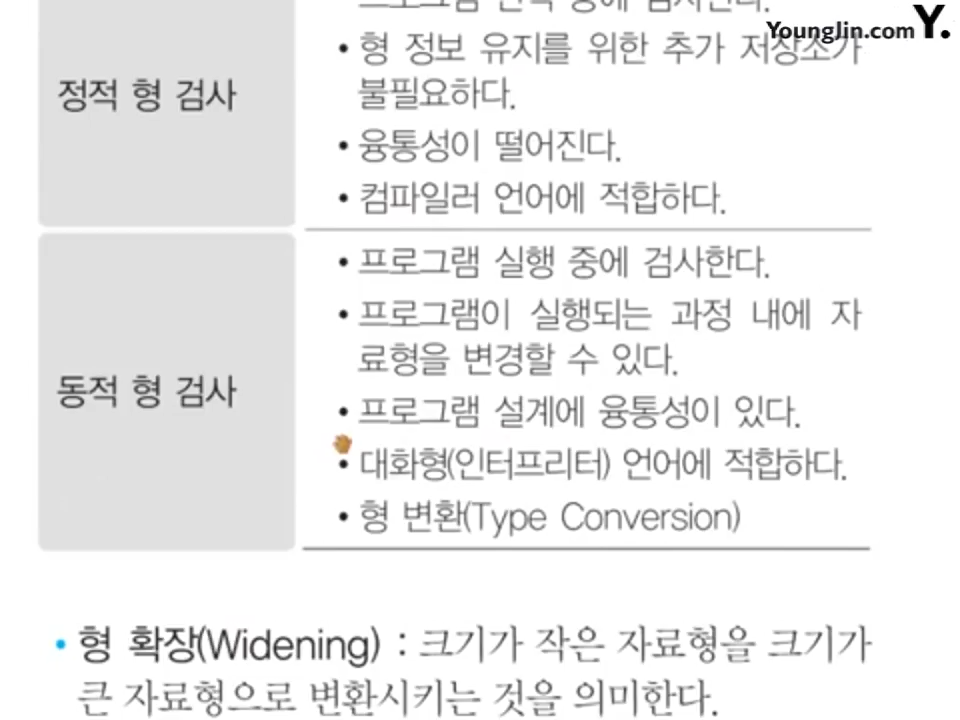 Younglin.com Y.
• 형 정보 유지를 위한 추가 저장소가
불필요하다.
정적 형 검사
• 융통성이 떨어진다.
• 컴파일러 언어에 적합하다.
• 프로그램 실행 중에 검사한다.
• 프로그램이 실행되는 과정 내에 자
료형을 변경할 수 있다.
동적 형 검사
• 프로그램 설계에 융통성이 있다.
• 대화형(인터프리터) 언어에 적합하다.
• 형 변환(Type Conversion)
• 형 확장(Widening) : 크기가 작은 자료형을 크기가
큰 자료형으로 변환시키는 것을 의미한다.